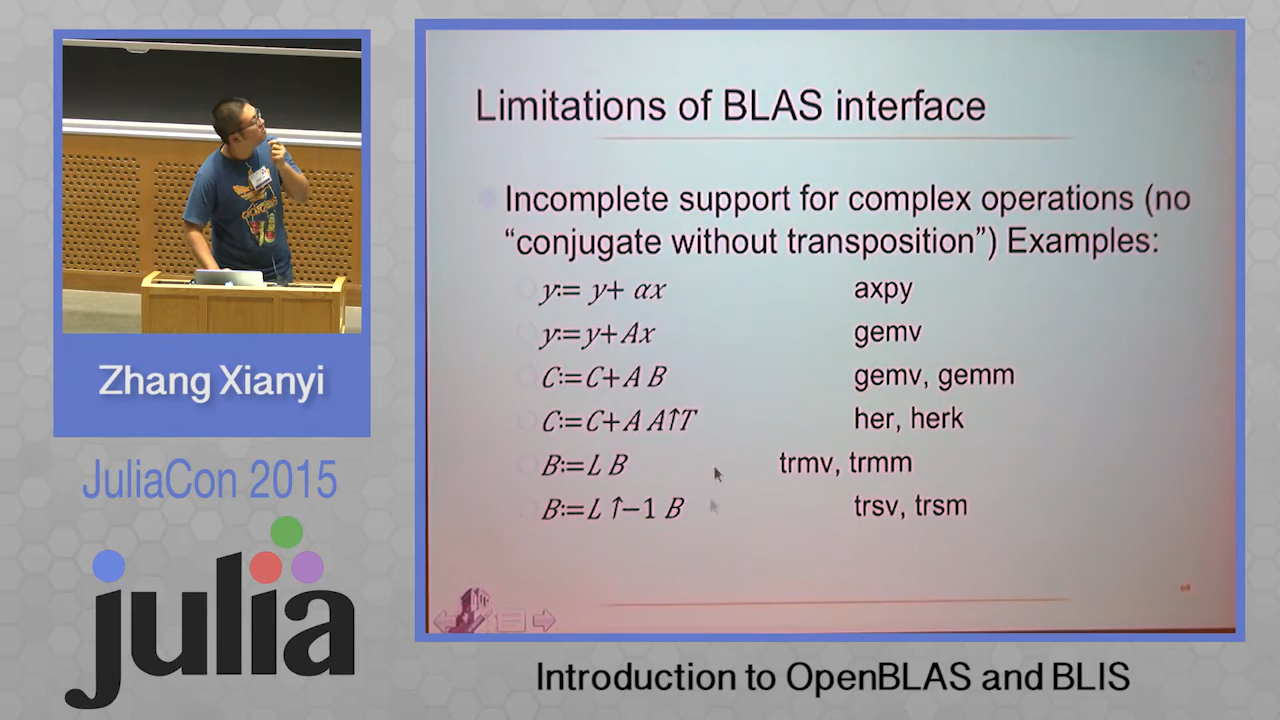 Zhang Xianyi
JuliaCon 2015
julia
Limitations of BLAS interface
Incomplete support for complex operations (no
“conjugate without transposition”) Examples:
y:= y+ αx axpy
y:=y+Ax gemv
C:=C+A B gemv, gemm
C:=C+A A↑T her, herk
B:=L B trmv, trmm
B:=L ↑−1 B trsv, trsm
Introduction to OpenBLAS and BLIS